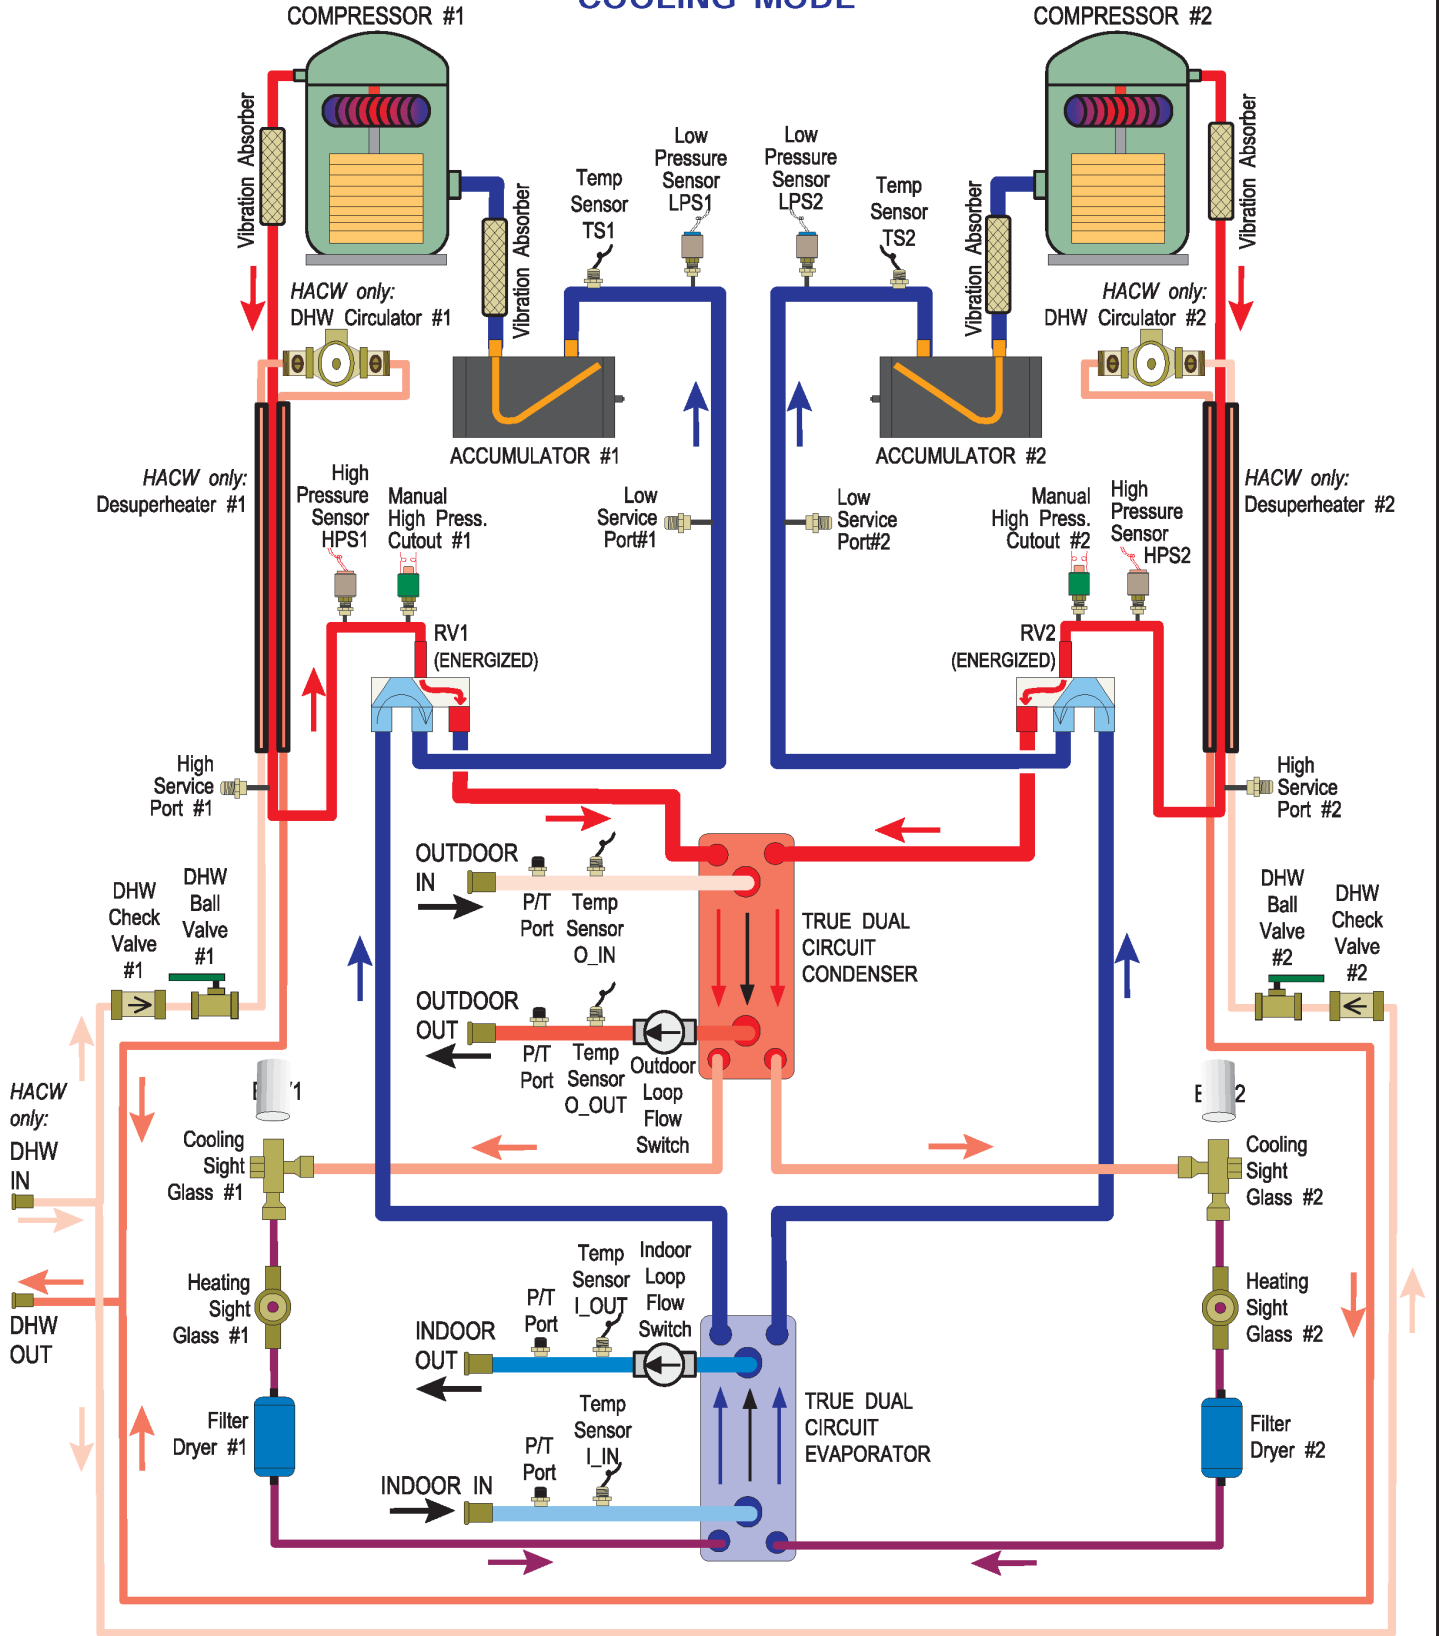 COOLING MODE
COMPRESSOR #1
COMPRESSOR #2
Vibration Absorber
Vibration Absorber
Temp
Sensor
TS1
Low
Pressure
Sensor
LPS1
Low
Pressure
Sensor
LPS2
Temp
Sensor
TS2
Vibration Absorber
Vibration Absorber
HACW only:
DHW Circulator #1
HACW only:
DHW Circulator #2
ACCUMULATOR #1
ACCUMULATOR #2
HACW only:
Desuperheater #1
High
Pressure
Sensor
HPS1
Manual
High Press.
Cutout #1
Low
Service
Port#1
Low
Service
Port#2
Manual
High Press.
Cutout #2
High
Pressure
Sensor
HPS2
HACW only:
Desuperheater #2
RV1
(ENERGIZED)
RV2
(ENERGIZED)
High
Service
Port #1
High
Service
Port #2
OUTDOOR
IN
P/T
Port
Temp
Sensor
O_IN
TRUE DUAL
CIRCUIT
CONDENSER
DHW
Check
Valve
#1
DHW
Ball
Valve
#1
DHW
Ball
Valve
#2
DHW
Check
Valve
#2
OUTDOOR
OUT
P/T
Port
Temp
Sensor
O_OUT
Outdoor
Loop
Flow
Switch
HACW
only:
DHW
IN
DHW
OUT
Cooling
Sight
Glass #1
Cooling
Sight
Glass #2
Heating
Sight
Glass #1
Heating
Sight
Glass #2
Temp
Sensor
I_OUT
Indoor
Loop
Flow
Switch
P/T
Port
INDOOR
OUT
Filter
Dryer #1
Filter
Dryer #2
Temp
Sensor
I_IN
P/T
Port
INDOOR IN
TRUE DUAL
CIRCUIT
EVAPORATOR